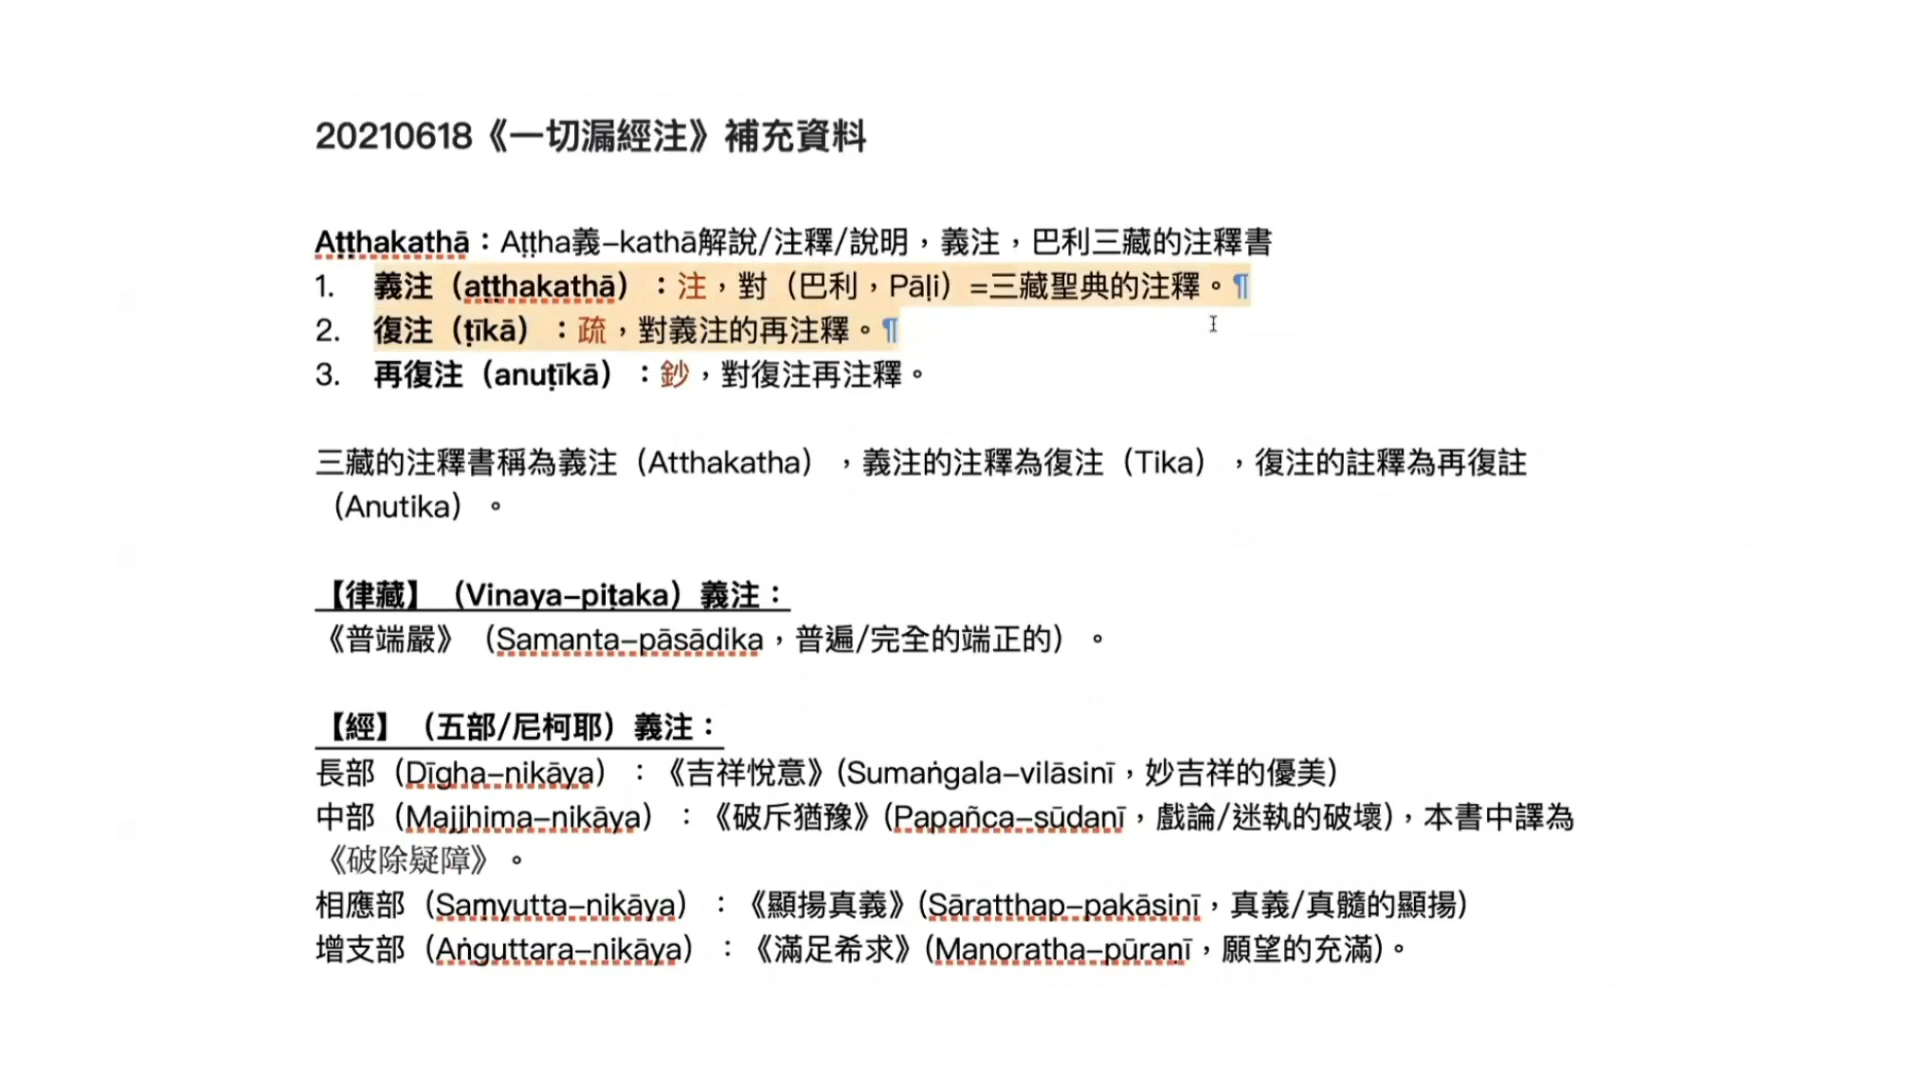 20210618《一切漏經注》補充資料
Aṭṭhakathā：Aṭṭha義–kathā解說/注釋/說明，義注，巴利三藏的注釋書
1. 義注（aṭṭhakathā）：注，對（巴利，Pāḷi）=三藏聖典的注釋。¶
2. 復注（ṭīkā）：疏，對義注的再注釋。¶
3. 再復注（anuṭīkā）：鈔，對復注再注釋。
三藏的注釋書稱為義注（Atthakatha），義注的注釋為復注（Tika），復注的註釋為再復註
（Anutika）。
【律藏】（Vinaya–piṭaka）義注：
《普端嚴》（Samanta–pāsādika，普遍/完全的端正的）。
【經】（五部/尼柯耶）義注：
長部（Dīgha–nikāya）：《吉祥悅意》(Sumaṅgala–vilāsinī，妙吉祥的優美)
中部（Majjhima–nikāya）：《破斥猶豫》(Papañca–sūdanī，戲論/迷執的破壞)，本書中譯為
《破除疑障》。
相應部（Saṃyutta–nikāya）：《顯揚真義》(Sāratthap–pakāsinī，真義/真髓的顯揚)
增支部（Aṅguttara–nikāya）：《滿足希求》(Manoratha–pūraṇī，願望的充滿)。